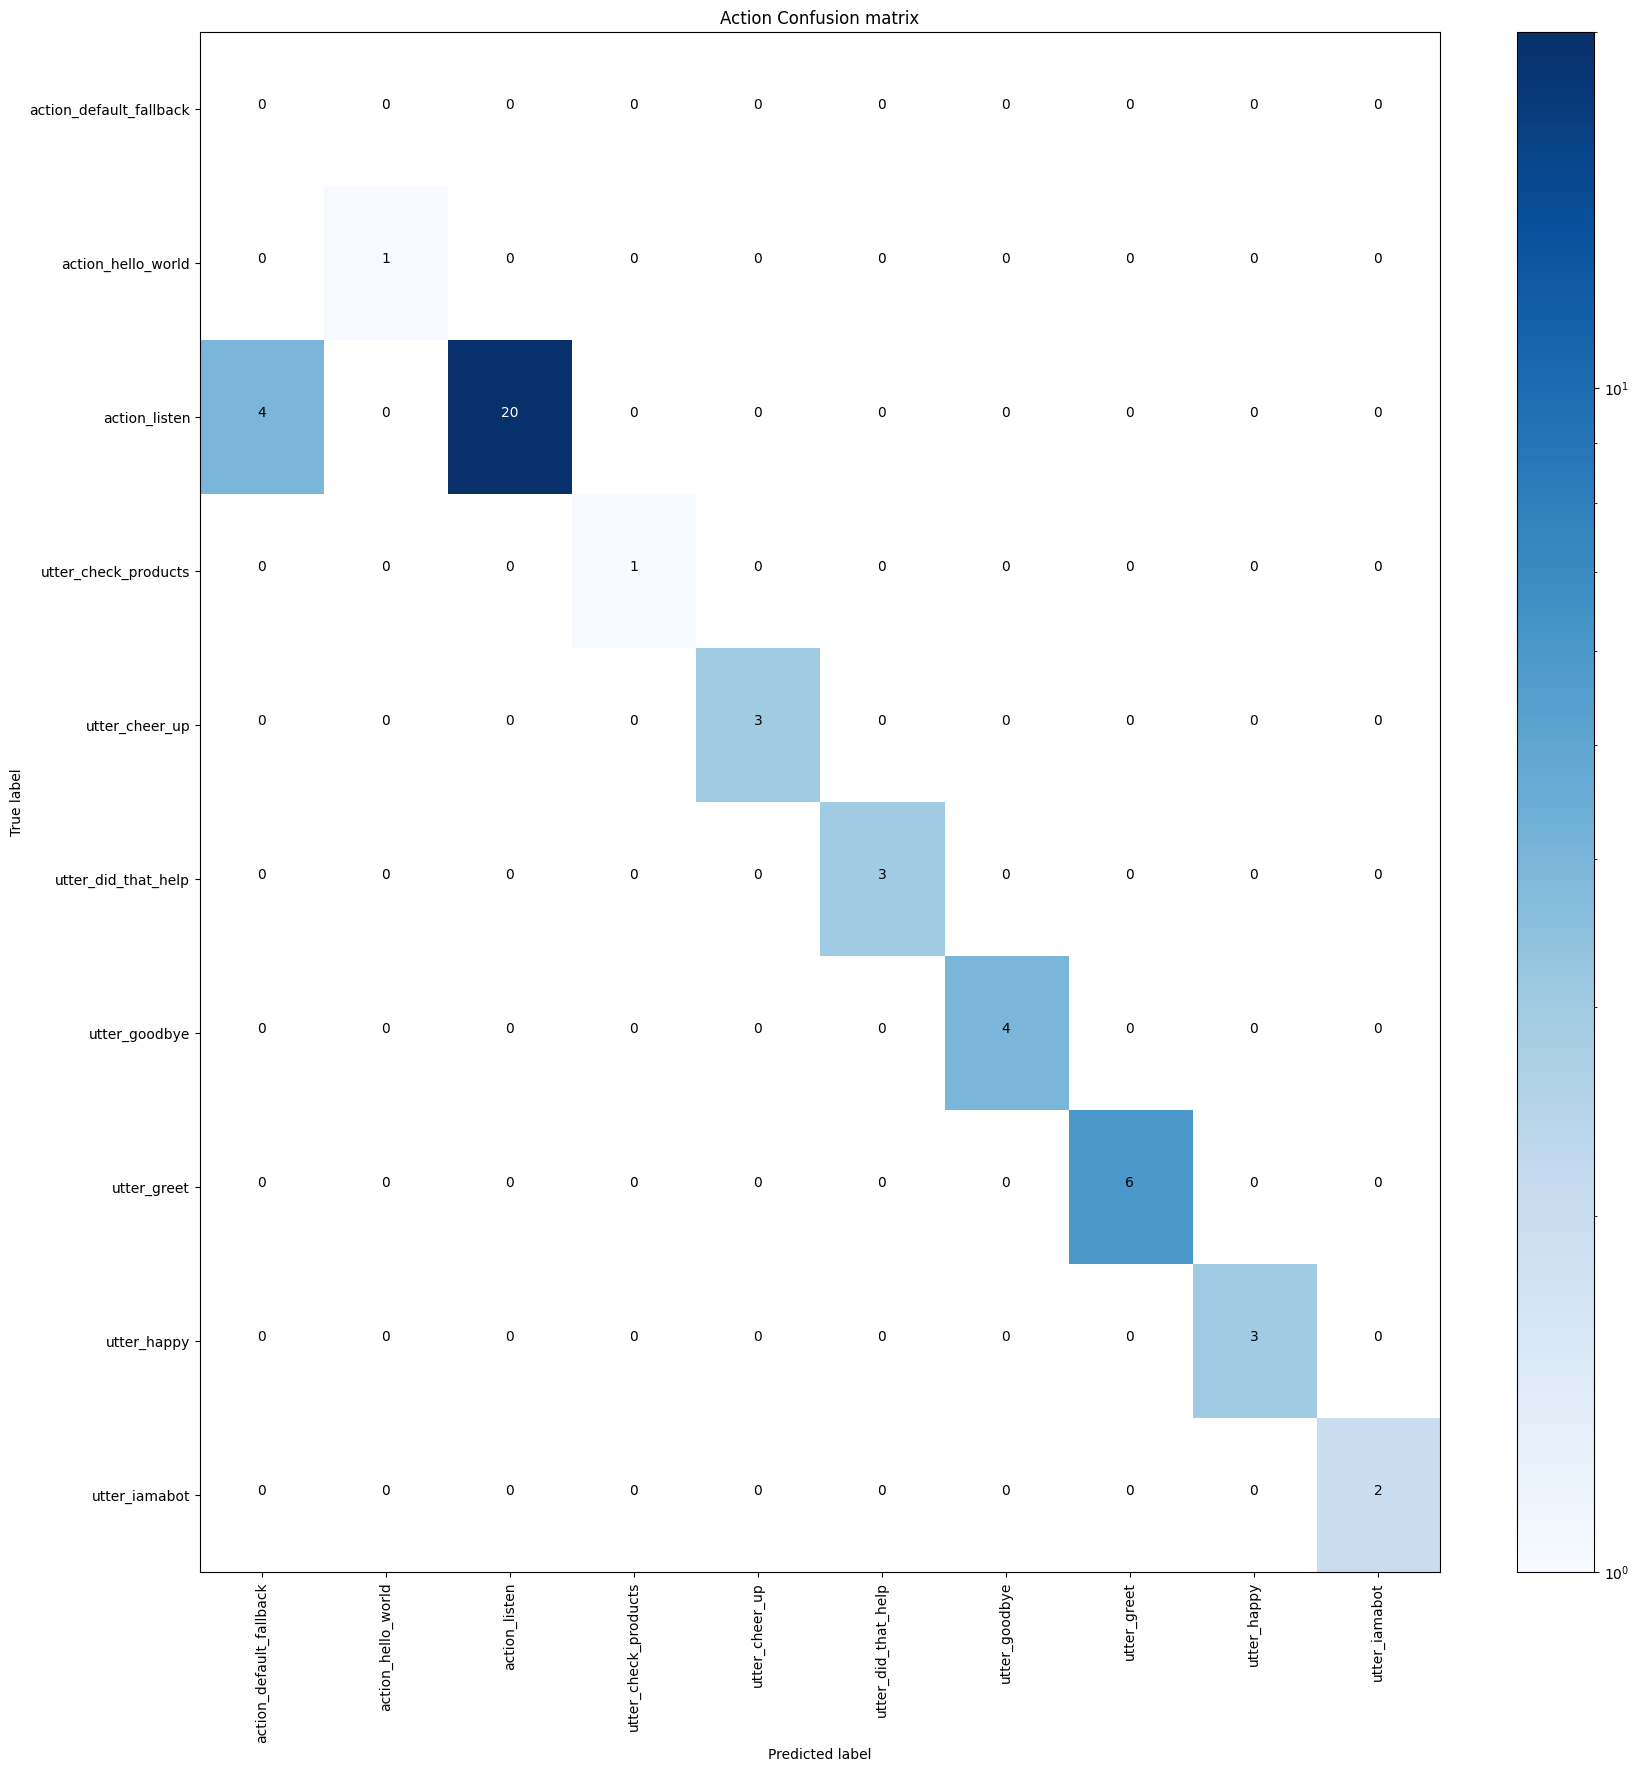 Action Confusion matrix
action_default_fallback 0 0 0 0 0 0 0 0 0 0
action_hello_world 0 1 0 0 0 0 0 0 0 0
action_listen 4 0 20 0 0 0 0 0 0 0
utter_check_products 0 0 0 1 0 0 0 0 0 0
utter_cheer_up 0 0 0 0 3 0 0 0 0 0
utter_did_that_help 0 0 0 0 0 3 0 0 0 0
utter_goodbye 0 0 0 0 0 0 4 0 0 0
utter_greet 0 0 0 0 0 0 0 6 0 0
utter_happy 0 0 0 0 0 0 0 0 3 0
utter_iamabot 0 0 0 0 0 0 0 0 0 2
True label
action_default_fallback
action_hello_world
action_listen
utter_check_products
utter_cheer_up
utter_did_that_help
utter_goodbye
utter_greet
utter_happy
utter_iamabot
Predicted label
10¹
10⁰